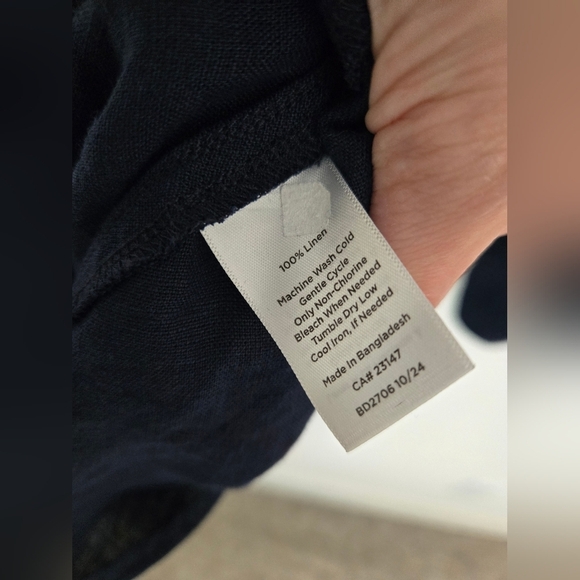 100% Linen
Machine Wash Cold
Gentle Cycle
Only Non-Chlorine
Bleach When Needed
Tumble Dry Low
Cool Iron, If Needed
Made In Bangladesh
CA# 23147
BD2706 10/24